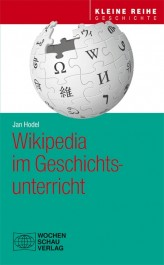 KLEINE REIHE
GESCHICHTE
Ω
W
И
Jan Hodel
Wikipedia
im Geschichts-
unterricht
WOCHEN
SCHAU
VERLAG